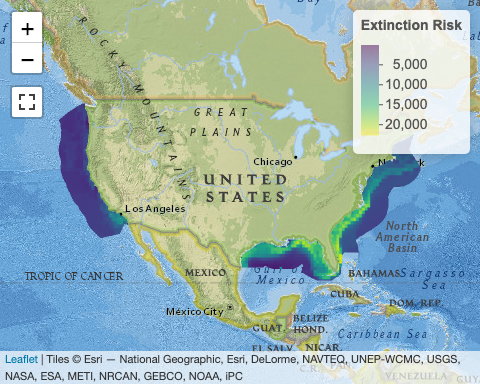 +
Extinction Risk
−
5,000
10,000
15,000
20,000
ROCKY MOUNTAINS
GREAT
PLAINS
Chicago
UNITED
STATES
Los Angeles
North
American
Basin
TROPIC OF CANCER
MEXICO
Gulf of
Mexico
BAHAMAS
Sargasso
Sea
CUBA
DOM. REP.
México City
BELIZE
GUAT.
HOND.
Caribbean
Sea
EL SALV.
NICAR
C.R.
VENEZUELA
Leaflet | Tiles © Esri — National Geographic, Esri, DeLorme, NAVTEQ, UNEP-WCMC, USGS,
NASA, ESA, METI, NRCAN, GEBCO, NOAA, iPC